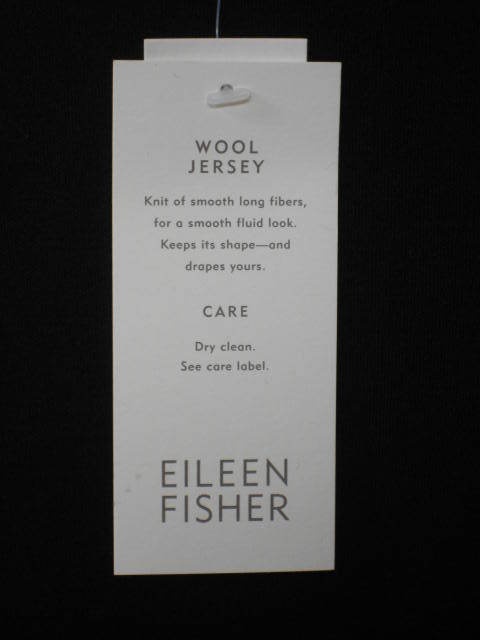 WOOL
JERSEY
Knit of smooth long fibers,
for a smooth fluid look.
Keeps its shape—and
drapes yours.
CARE
Dry clean.
See care label.
EILEEN
FISHER